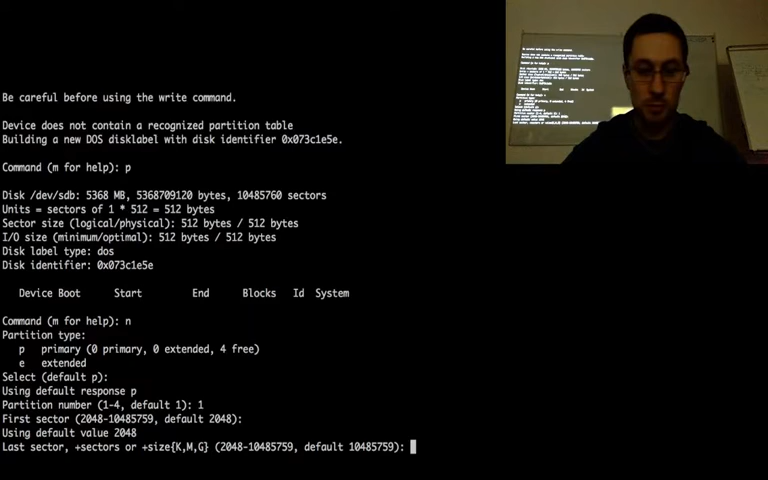 Be careful before using the write command.
Device does not contain a recognized partition table
Building a new DOS disklabel with disk identifier 0x073c1e5e.
Command (m for help): p
Disk /dev/sdb: 5368 MB, 5368709120 bytes, 10485760 sectors
Units = sectors of 1 * 512 = 512 bytes
Sector size (logical/physical): 512 bytes / 512 bytes
I/O size (minimum/optimal): 512 bytes / 512 bytes
Disk label type: dos
Disk identifier: 0x073c1e5e
Device Boot Start End Blocks Id System
Command (m for help): n
Partition type:
p primary (0 primary, 0 extended, 4 free)
e extended
Select (default p):
Using default response p
Partition number (1-4, default 1): 1
First sector (2048-10485759, default 2048):
Using default value 2048
Last sector, +sectors or +size{K,M,G} (2048-10485759, default 10485759):